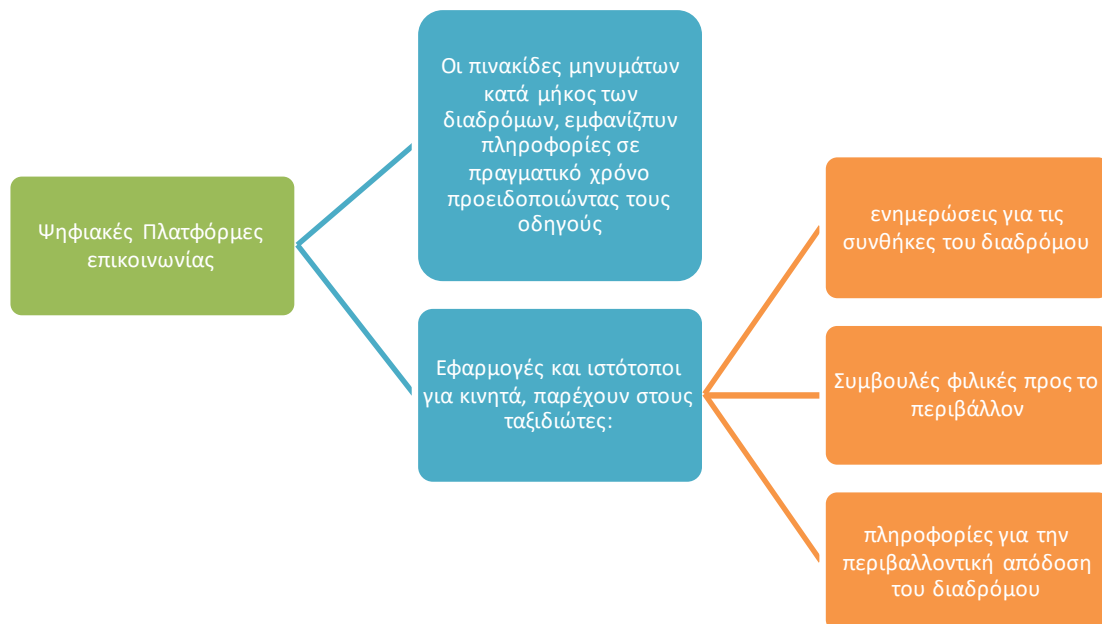 Ψηφιακές Πλατφόρμες
επικοινωνίας
Οι πινακίδες μηνυμάτων
κατά μήκος των
διαδρόμων, εμφανίζπυν
πληροφορίες σε
πραγματικό χρόνο
προειδοποιώντας τους
οδηγούς
Εφαρμογές και ιστότοποι
για κινητά, παρέχουν στους
ταξιδιώτες:
ενημερώσεις για τις
συνθήκες του διαδρόμου
Συμβουλές φιλικές προς το
περιβάλλον
πληροφορίες για την
περιβαλλοντική απόδοση
του διαδρόμου